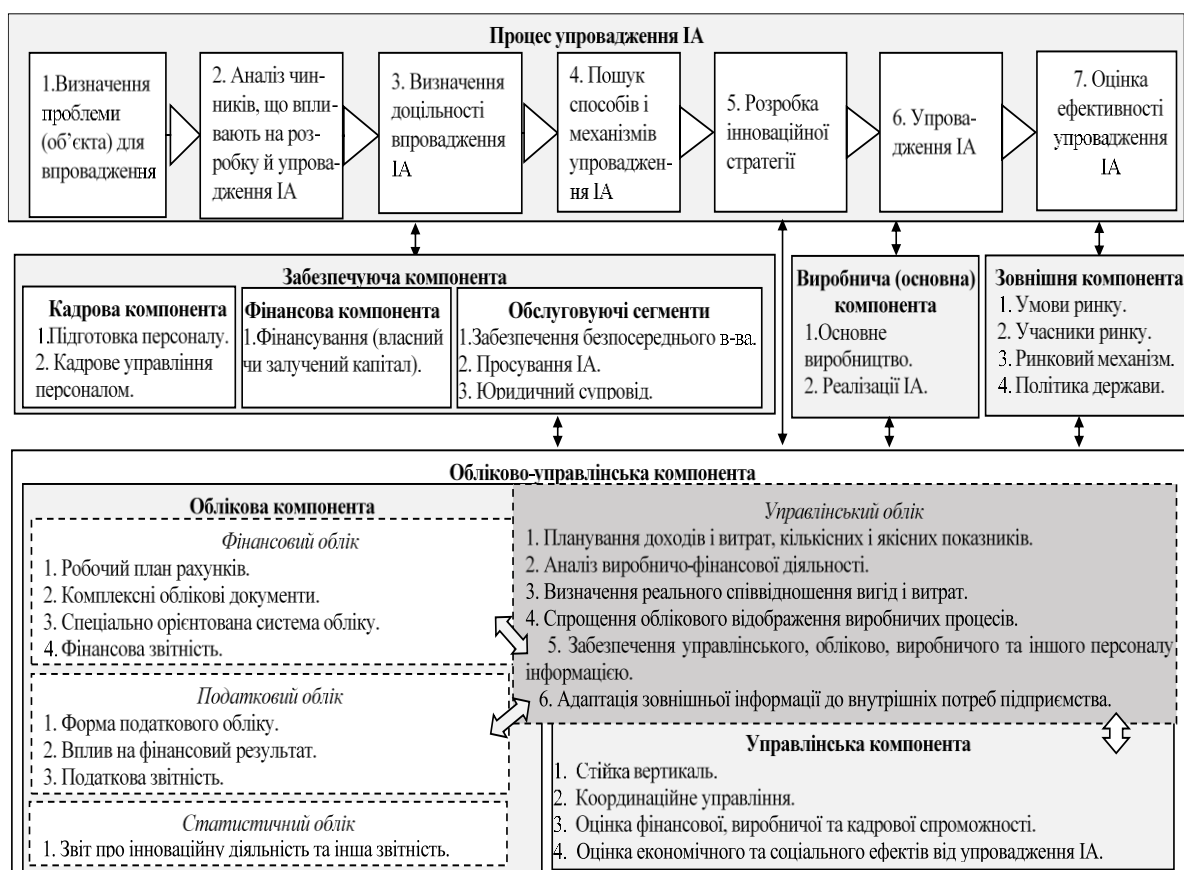 Процес упровадження ІА
1.Визначення
проблеми
(об’єкта) для
впровадження
2. Аналіз чин-
ників, що впли-
вають на роз-
робку й упрова-
дження ІА
3. Визначення
доцільності
впровадження
ІА
4. Пошук
способів і
механізмів
упроваджен-
ня ІА
5. Розробка
інноваційної
стратегії
6. Упрова-
дження ІА
7. Оцінка
ефективності
упровадження
ІА
Забезпечуюча компонента
Кадрова компонента
1.Підготовка персоналу.
2. Кадрове управління
персоналом.
Фінансова компонента
1.Фінансування (власний
чи залучений капітал).
Обслуговуючі сегменти
1.Забезпечення безпосереднього в-ва.
2. Просування ІА.
3. Юридичний супровід.
Виробнича (основна)
компонента
1.Основне
виробництво.
2. Реалізації ІА.
Зовнішня компонента
1. Умови ринку.
2. Учасники ринку.
3. Ринковий механізм.
4. Політика держави.
Обліково-управлінська компонента
Облікова компонента
Фінансовий облік
1. Робочий план рахунків.
2. Комплексні облікові документи.
3. Спеціально орієнтована система обліку.
4. Фінансова звітність.
Податковий облік
1. Форма податкового обліку.
2. Вплив на фінансовий результат.
3. Податкова звітність.
Статистичний облік
1. Звіт про інноваційну діяльність та інша звітність.
Управлінський облік
1. Планування доходів і витрат, кількісних і якісних показників.
2. Аналіз виробничо-фінансової діяльності.
3. Визначення реального співвідношення вигід і витрат.
4. Спрощення облікового відображення виробничих процесів.
5. Забезпечення управлінського, обліково, виробничого та іншого персоналу
інформацією.
6. Адаптація зовнішньої інформації до внутрішніх потреб підприємства.
Управлінська компонента
1. Стійка вертикаль.
2. Координаційне управління.
3. Оцінка фінансової, виробничої та кадрової спроможності.
4. Оцінка економічного та соціального ефектів від упровадження ІА.